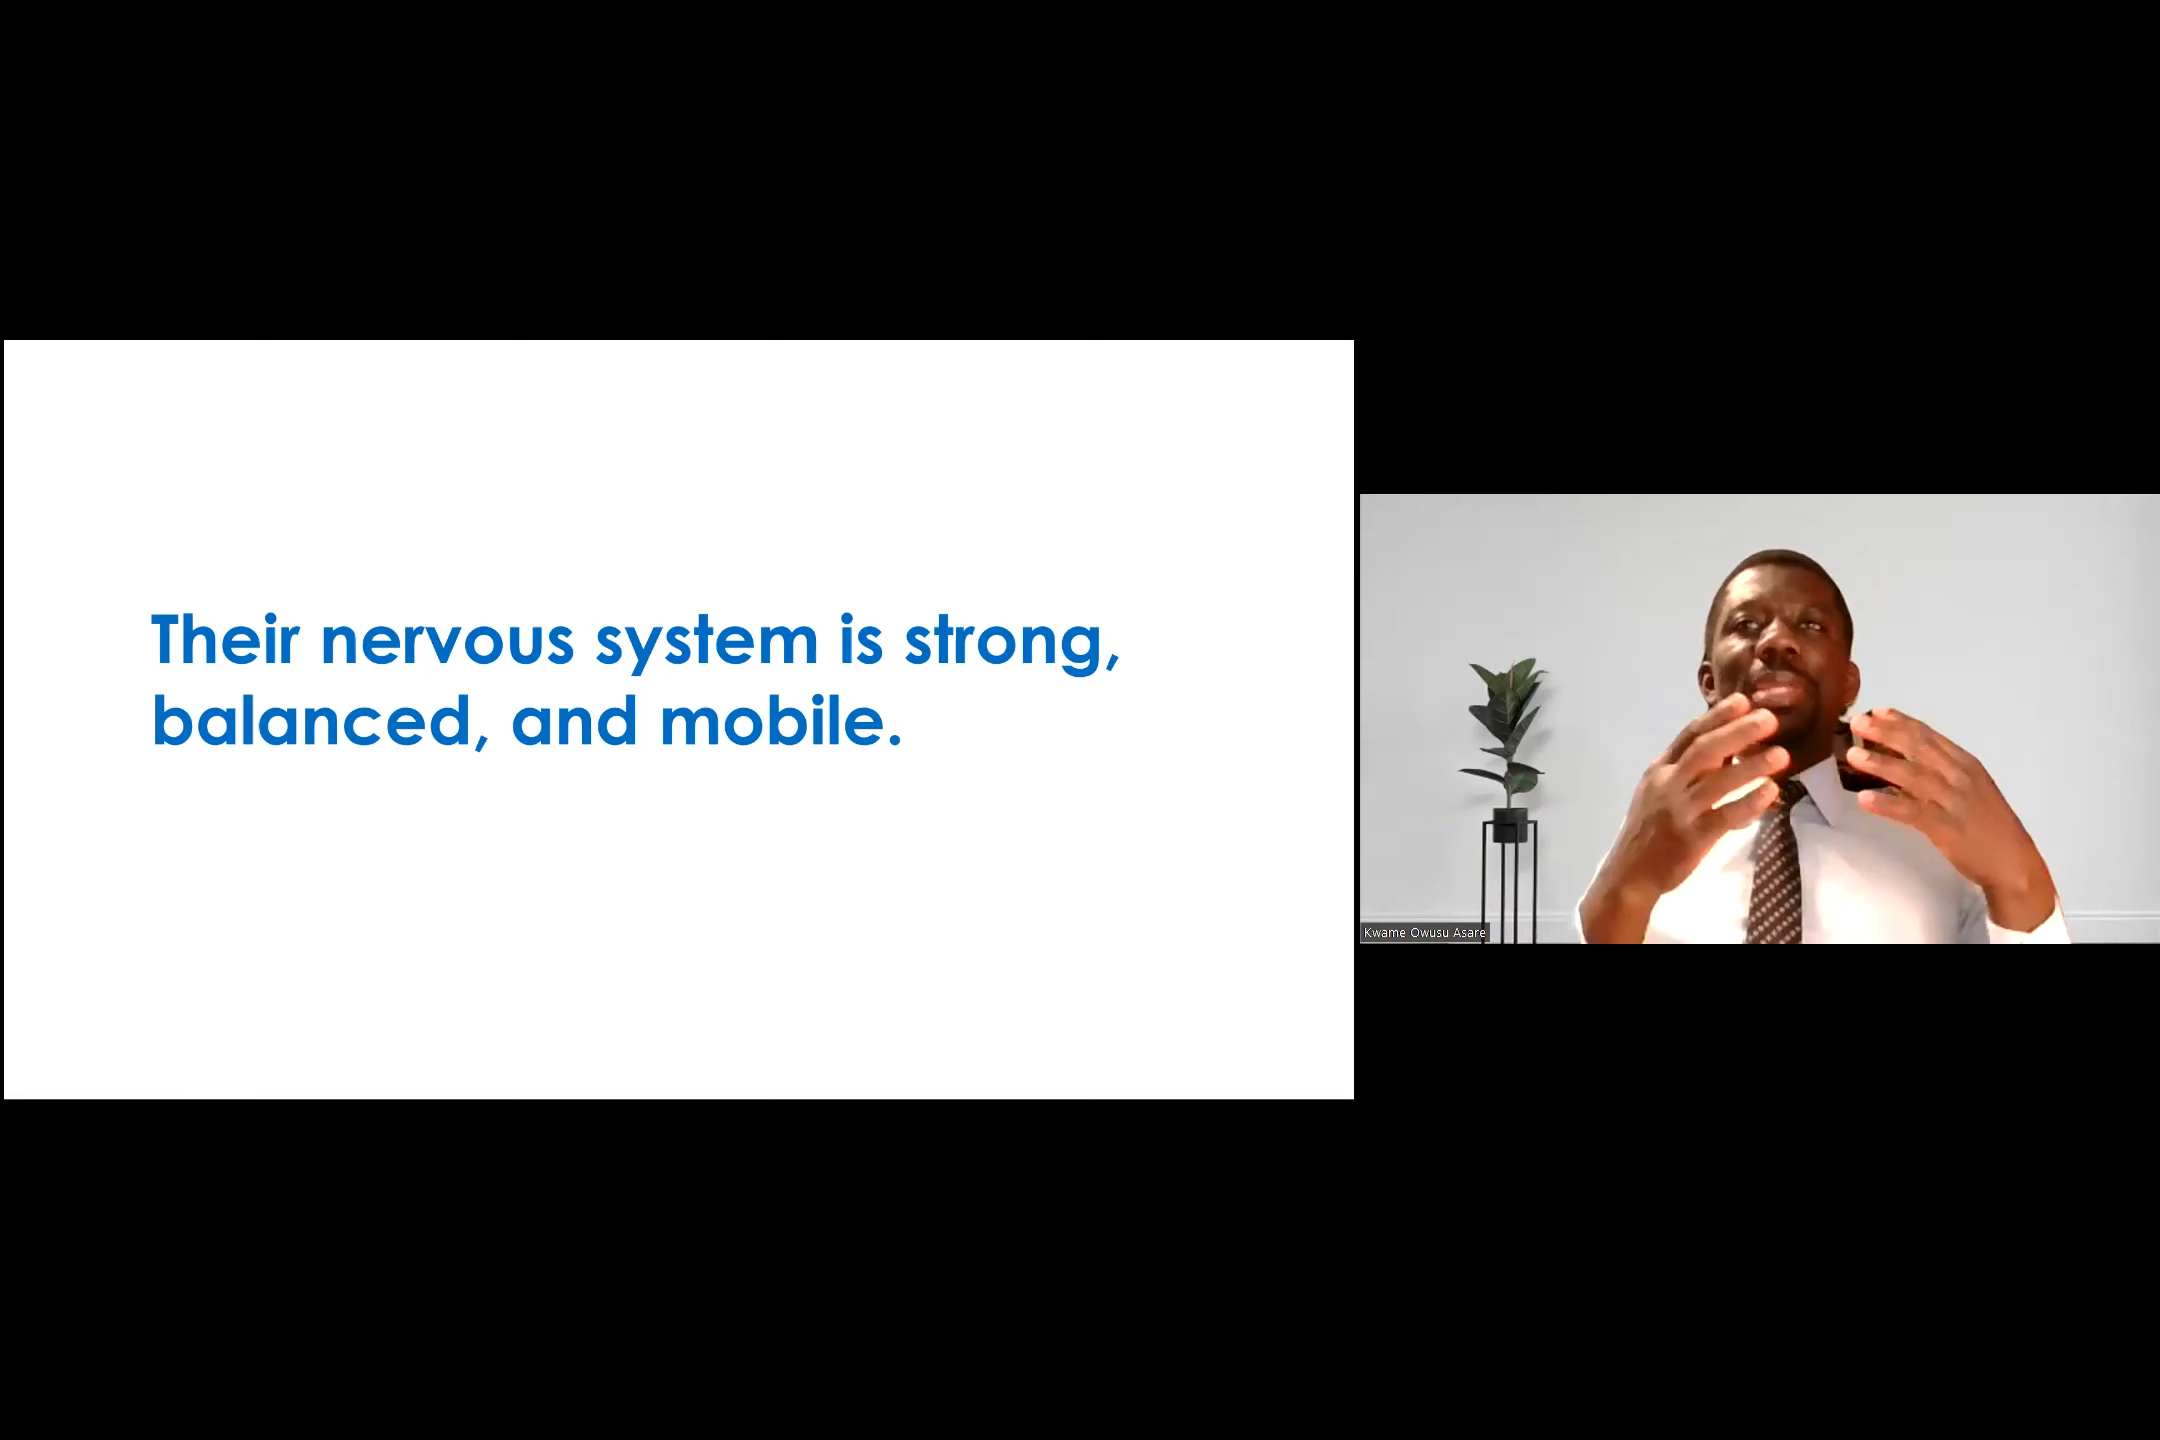 Their nervous system is strong,
balanced, and mobile.
Kwame Owusu Asare